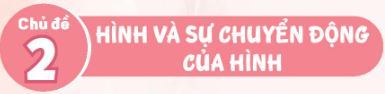 Chủ đề
2
HÌNH VÀ SỰ CHUYỂN ĐỘNG
CỦA HÌNH